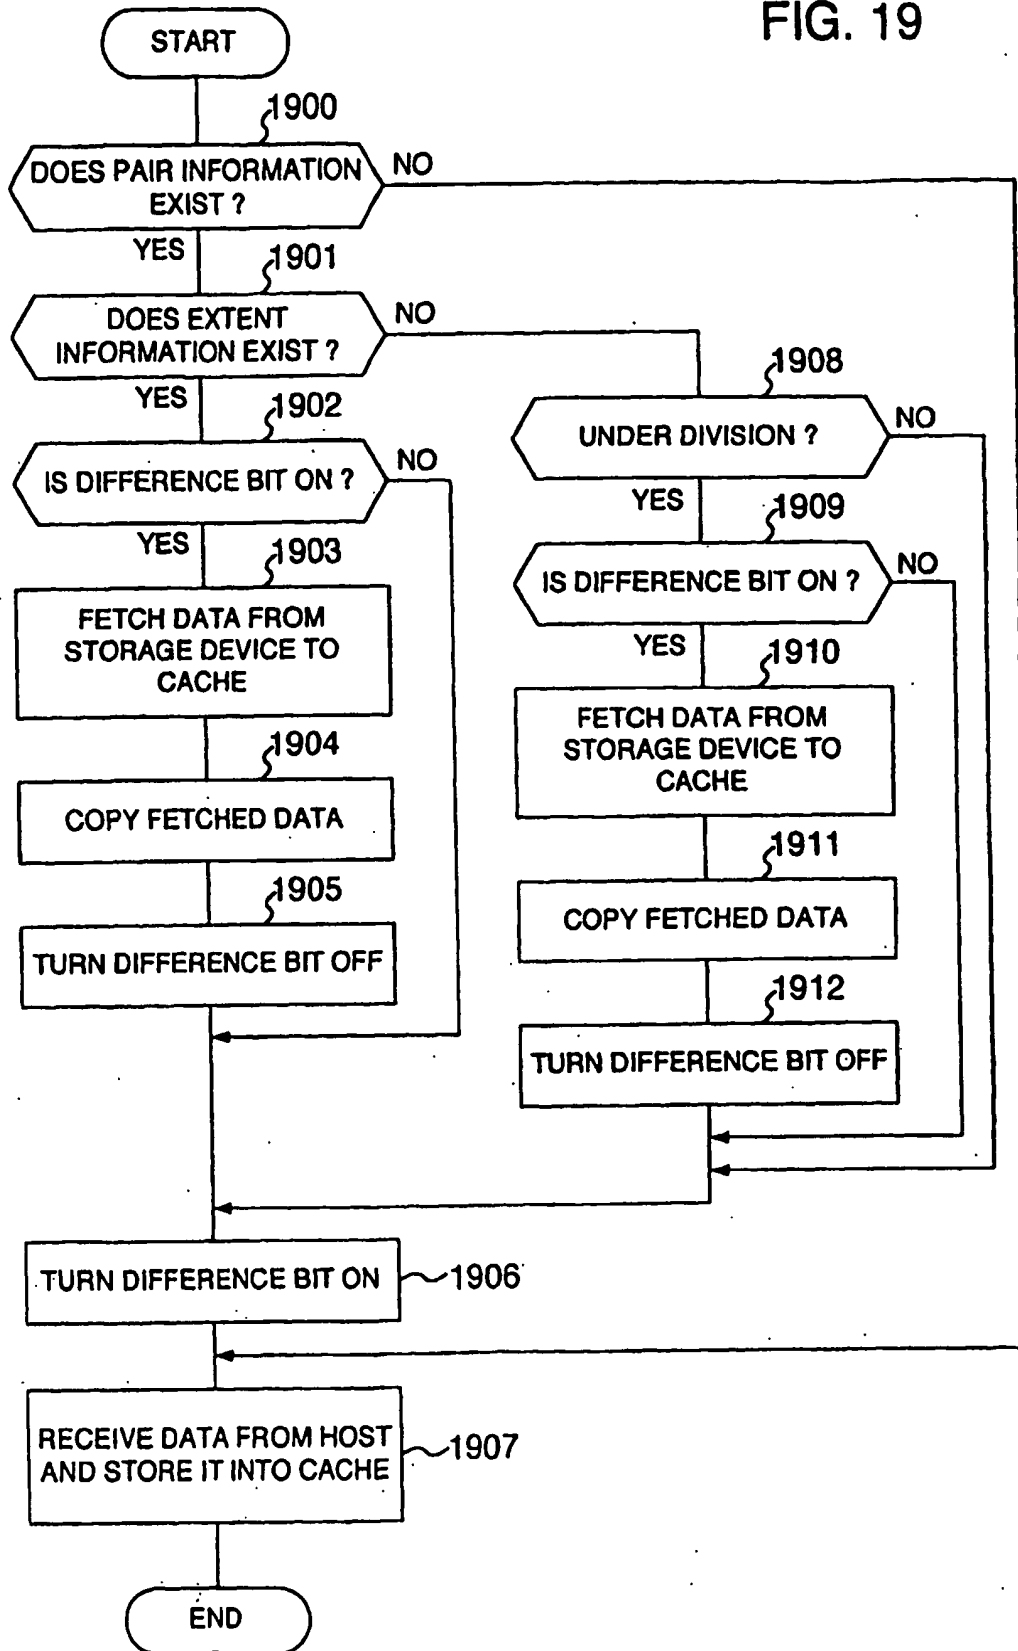 FIG. 19
START
1900
DOES PAIR INFORMATION
EXIST ?
NO
YES
1901
DOES EXTENT
INFORMATION EXIST ?
NO
YES
1902
IS DIFFERENCE BIT ON ?
NO
YES
1903
FETCH DATA FROM
STORAGE DEVICE TO
CACHE
1904
COPY FETCHED DATA
1905
TURN DIFFERENCE BIT OFF
1908
UNDER DIVISION ?
NO
YES
1909
IS DIFFERENCE BIT ON ?
NO
YES
1910
FETCH DATA FROM
STORAGE DEVICE TO
CACHE
1911
COPY FETCHED DATA
1912
TURN DIFFERENCE BIT OFF
TURN DIFFERENCE BIT ON
1906
RECEIVE DATA FROM HOST
AND STORE IT INTO CACHE
1907
END